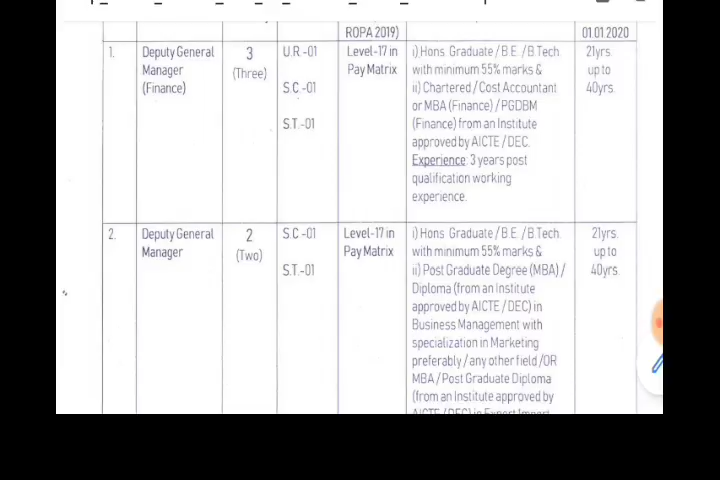 ROPA 2019)
01.01.2020
1. Deputy General Manager (Finance) 3 (Three) U.R.-01 S.C.-01 S.T.-01 Level-17 in Pay Matrix
i) Hons. Graduate / B.E. / B.Tech.
with minimum 55% marks &
ii) Chartered / Cost Accountant
or MBA (Finance) / PGDBM
(Finance) from an Institute
approved by AICTE / DEC.
Experience: 3 years post
qualification working
experience.
21yrs.
up to
40yrs.
2. Deputy General Manager 2 (Two) S.C.-01 S.T.-01 Level-17 in Pay Matrix
i) Hons. Graduate / B.E. / B.Tech.
with minimum 55% marks &
ii) Post Graduate Degree (MBA) /
Diploma (from an Institute
approved by AICTE / DEC) in
Business Management with
specialization in Marketing
preferably / any other field /OR
MBA / Post Graduate Diploma
(from an Institute approved by
AICTE / DEC) in Export Import
21yrs.
up to
40yrs.